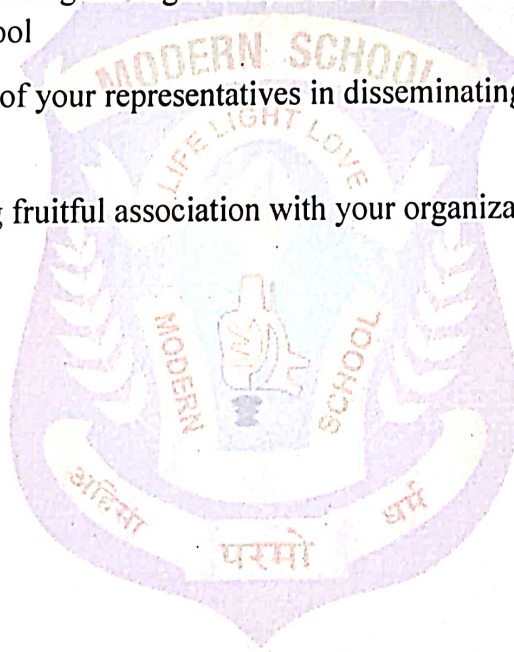 ool
MODERN SCHOOL
of your representatives in disseminating
LIFE LIGHT LOVE
fruitful association with your organiza
MODERN
SCHOOL
अहिंसा
परमो
धर्म